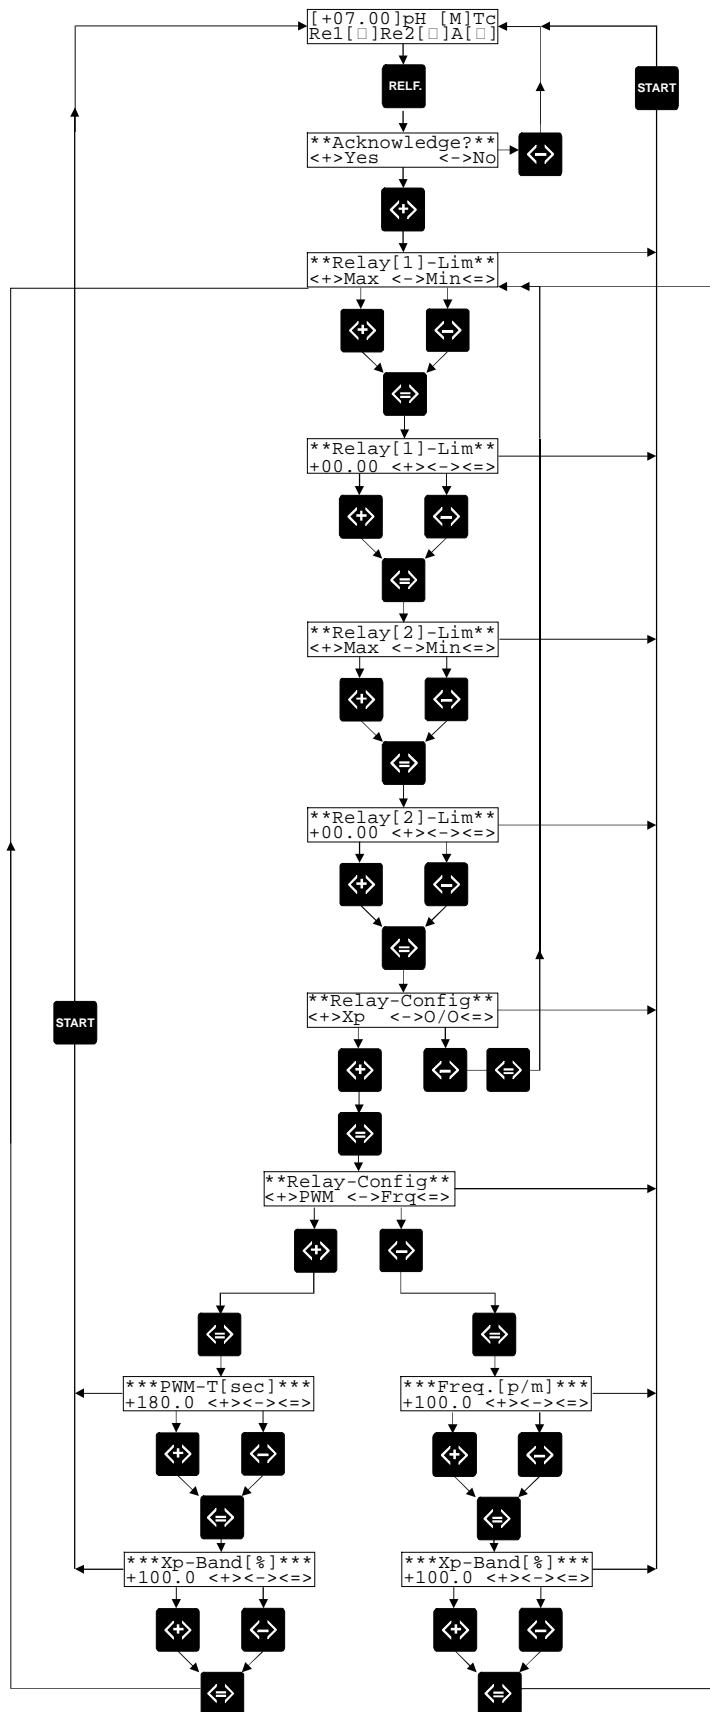 [+07.00]pH [M]Tc
Re1[□]Re2[□]A[□]
RELF.
START
**Acknowledge?**
<+>Yes <->No
<->
<+>
**Relay[1]-Lim**
<+>Max <->Min<=>
<+> <->
<=>
**Relay[1]-Lim**
+00.00 <+><-><=>
<+> <->
<=>
**Relay[2]-Lim**
<+>Max <->Min<=>
<+> <->
<=>
**Relay[2]-Lim**
+00.00 <+><-><=>
<+> <->
<=>
**Relay-Config**
<+>Xp <->O/O<=>
START
<+> <-> <=>
<=>
**Relay-Config**
<+>PWM <->Frq<=>
<+> <->
<=> <=>
***PWM-T[sec]***
+180.0 <+><-><=>
***Freq.[p/m]***
+100.0 <+><-><=>
<+> <-> <+> <->
<=> <=>
***Xp-Band[%]***
+100.0 <+><-><=>
***Xp-Band[%]***
+100.0 <+><-><=>
<+> <-> <+> <->
<=> <=>